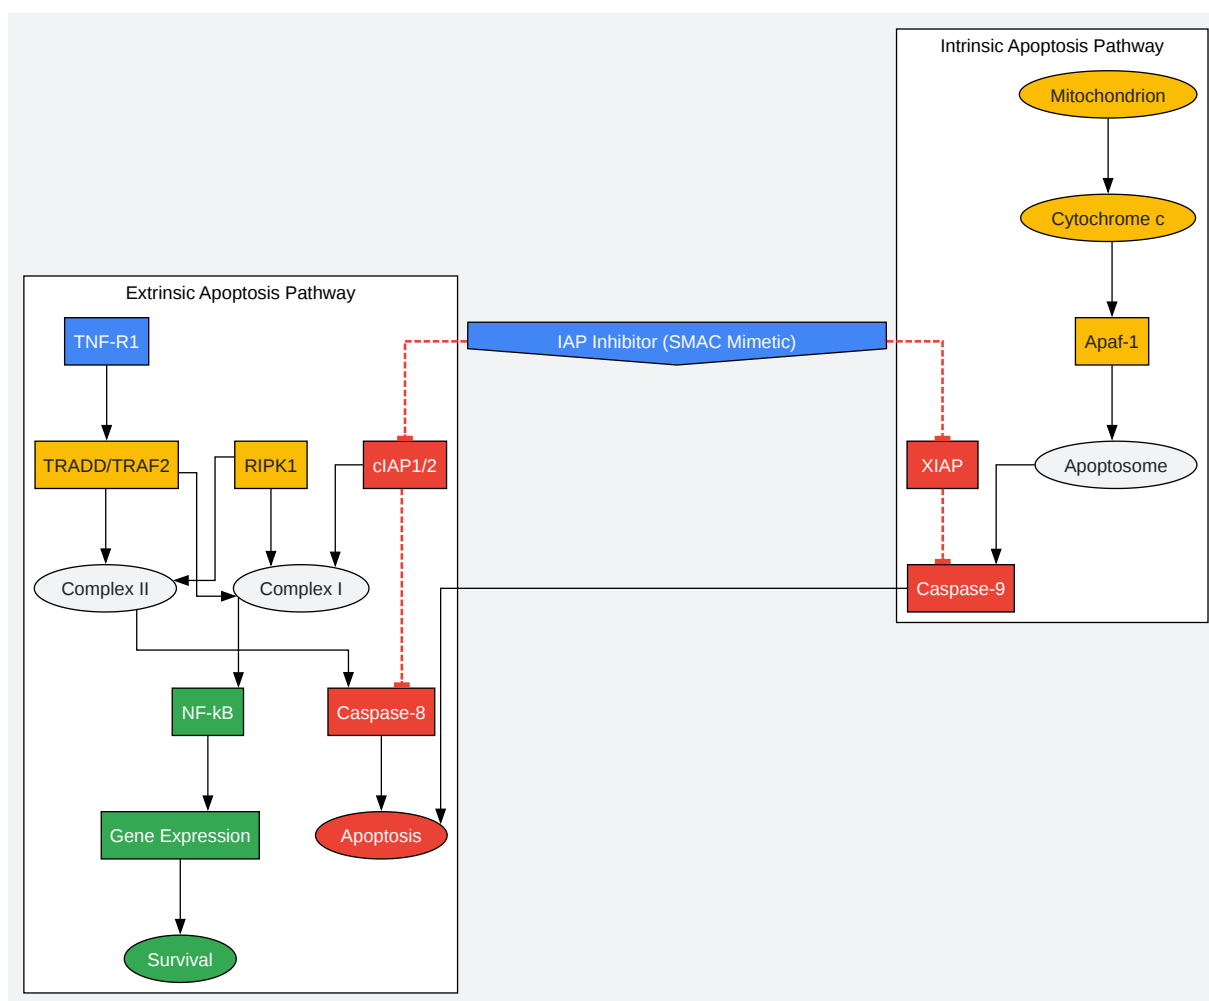 Intrinsic Apoptosis Pathway
Mitochondrion
Cytochrome c
Extrinsic Apoptosis Pathway
TNF-R1
IAP Inhibitor (SMAC Mimetic)
Apaf-1
TRADD/TRAF2
RIPK1
cIAP1/2
XIAP
Apoptosome
Complex II
Complex I
Caspase-9
NF-kB
Caspase-8
Gene Expression
Apoptosis
Survival